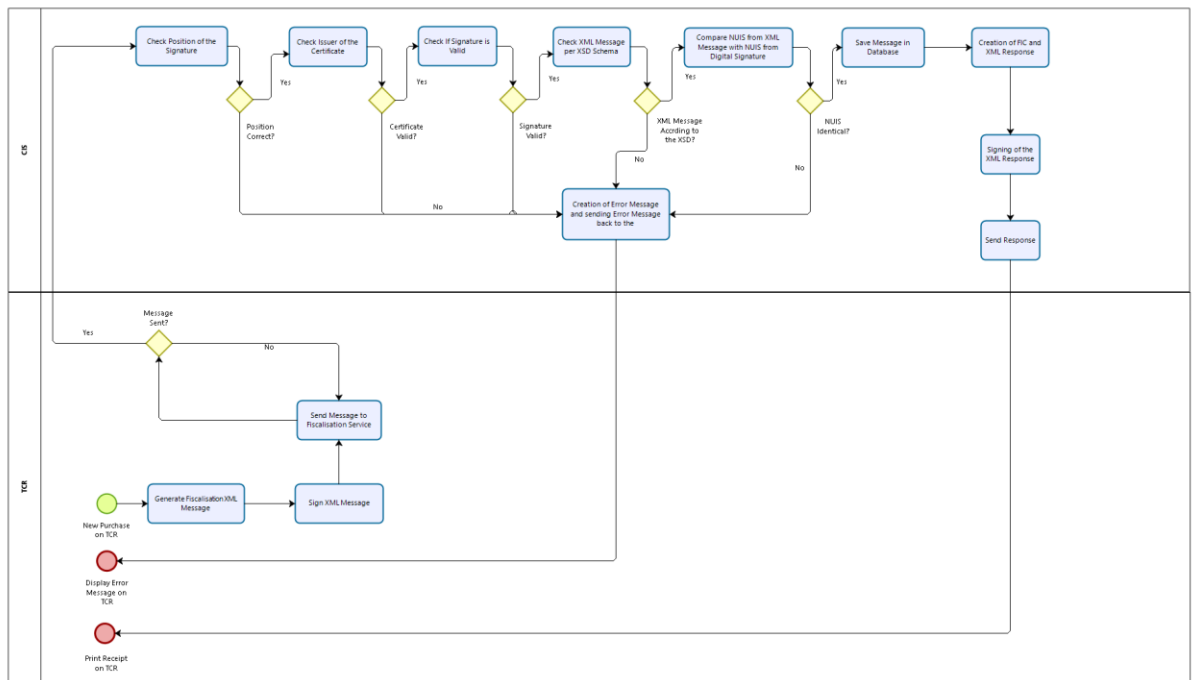 CIS
Check Position of the
Signature
Check Issuer of the
Certificate
Check If Signature is
Valid
Check XML Message
per XSD Schema
Compare NUIS from XML
Message with NUIS from
Digital Signature
Save Message in
Database
Creation of FIC and
XML Response
Yes
Yes
Yes
Yes
Yes
Position
Correct?
Certificate
Valid?
Signature
Valid?
XML Message
Accrding to
the XSD?
NUIS
Identical?
Signing of the
XML Response
No
No
No
Creation of Error Message
and sending Error Message
back to the
Send Response
TCR
Message
Sent?
Yes
No
Send Message to
Fiscalisation Service
Generate Fiscalisation XML
Message
Sign XML Message
New Purchase
on TCR
Display Error
Message on
TCR
Print Receipt
on TCR